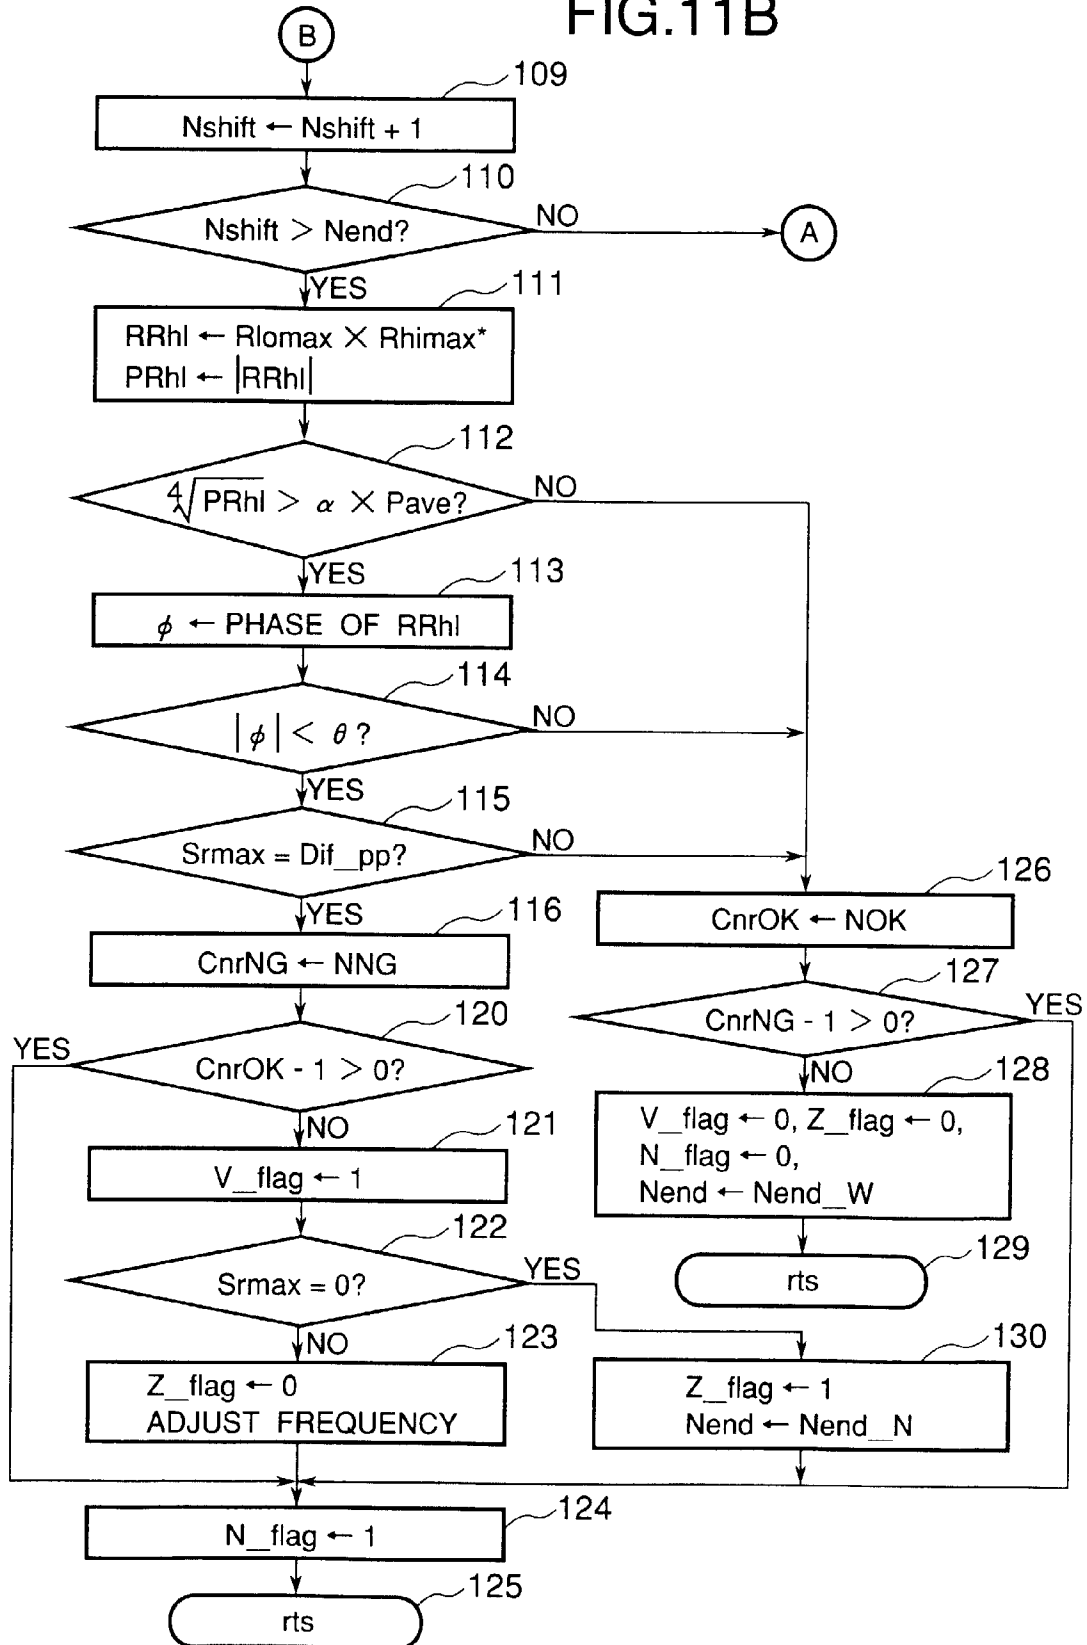 FIG.11B
B
109
Nshift ← Nshift + 1
110
Nshift > Nend?
NO
A
YES
111
RRhl ← Rlomax × Rhimax*
PRhl ← |RRhl|
112
∜PRhl > α × Pave?
NO
YES
113
ϕ ← PHASE OF RRhl
114
|ϕ| < θ?
NO
YES
115
Srmax = Dif_pp?
NO
YES
116
CnrNG ← NNG
126
CnrOK ← NOK
127
CnrNG - 1 > 0?
YES
NO
120
YES
CnrOK - 1 > 0?
NO
128
V_flag ← 0, Z_flag ← 0,
N_flag ← 0,
Nend ← Nend_W
129
rts
121
V_flag ← 1
122
Srmax = 0?
YES
NO
123
Z_flag ← 0
ADJUST FREQUENCY
130
Z_flag ← 1
Nend ← Nend_N
124
N_flag ← 1
125
rts